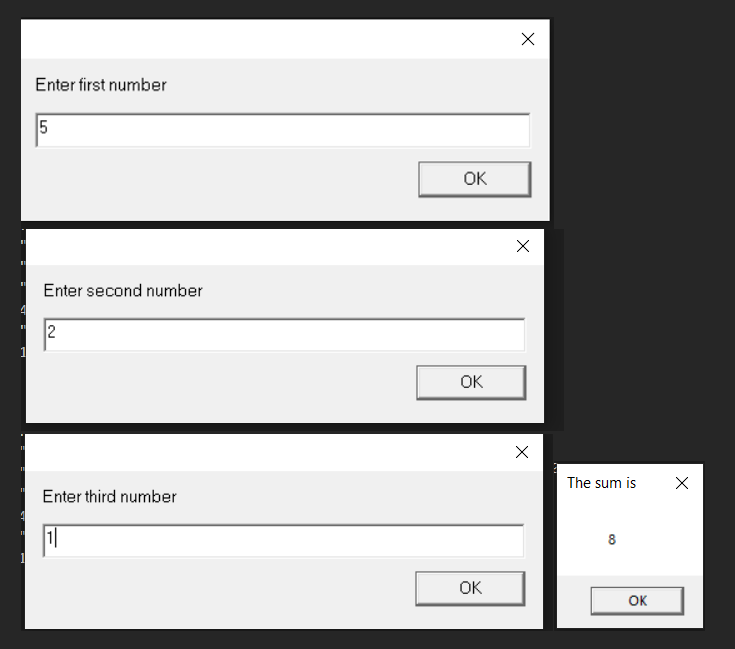 Enter first number
5
OK
Enter second number
2
OK
Enter third number
1
OK
The sum is
8
OK